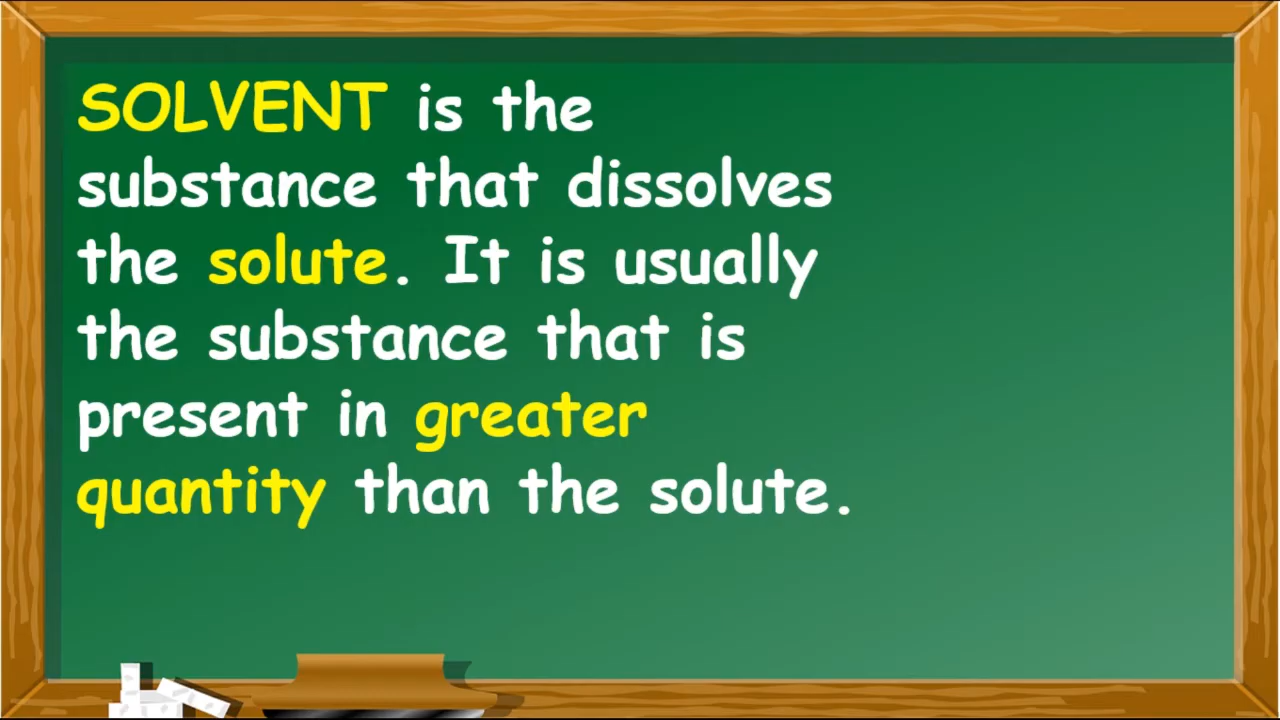 SOLVENT is the
substance that dissolves
the solute. It is usually
the substance that is
present in greater
quantity than the solute.